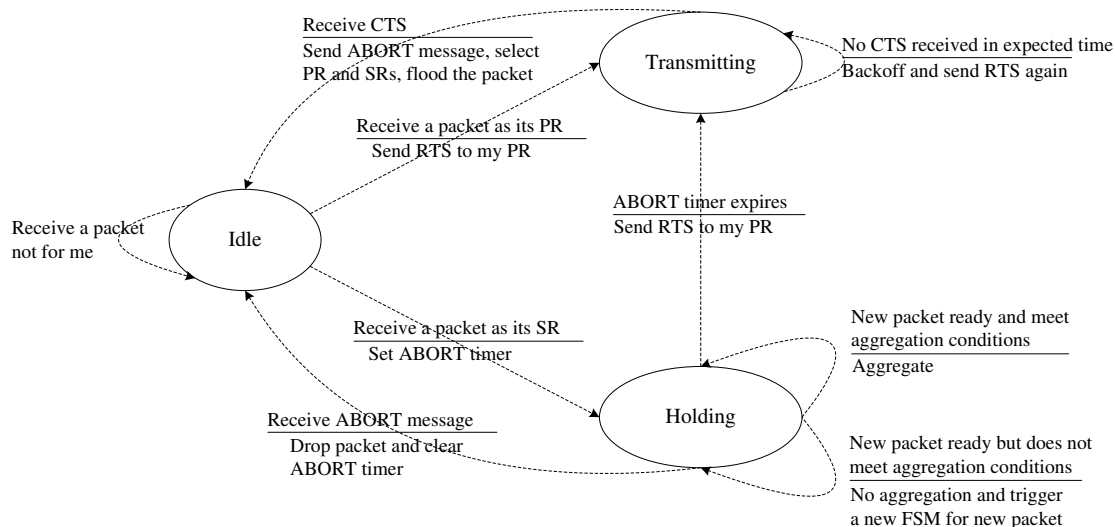 Receive CTS
Send ABORT message, select
PR and SRs, flood the packet
Transmitting
No CTS received in expected time
Backoff and send RTS again
Receive a packet as its PR
Send RTS to my PR
Receive a packet
not for me
Idle
ABORT timer expires
Send RTS to my PR
Receive a packet as its SR
Set ABORT timer
New packet ready and meet
aggregation conditions
Aggregate
Receive ABORT message
Drop packet and clear
ABORT timer
Holding
New packet ready but does not
meet aggregation conditions
No aggregation and trigger
a new FSM for new packet